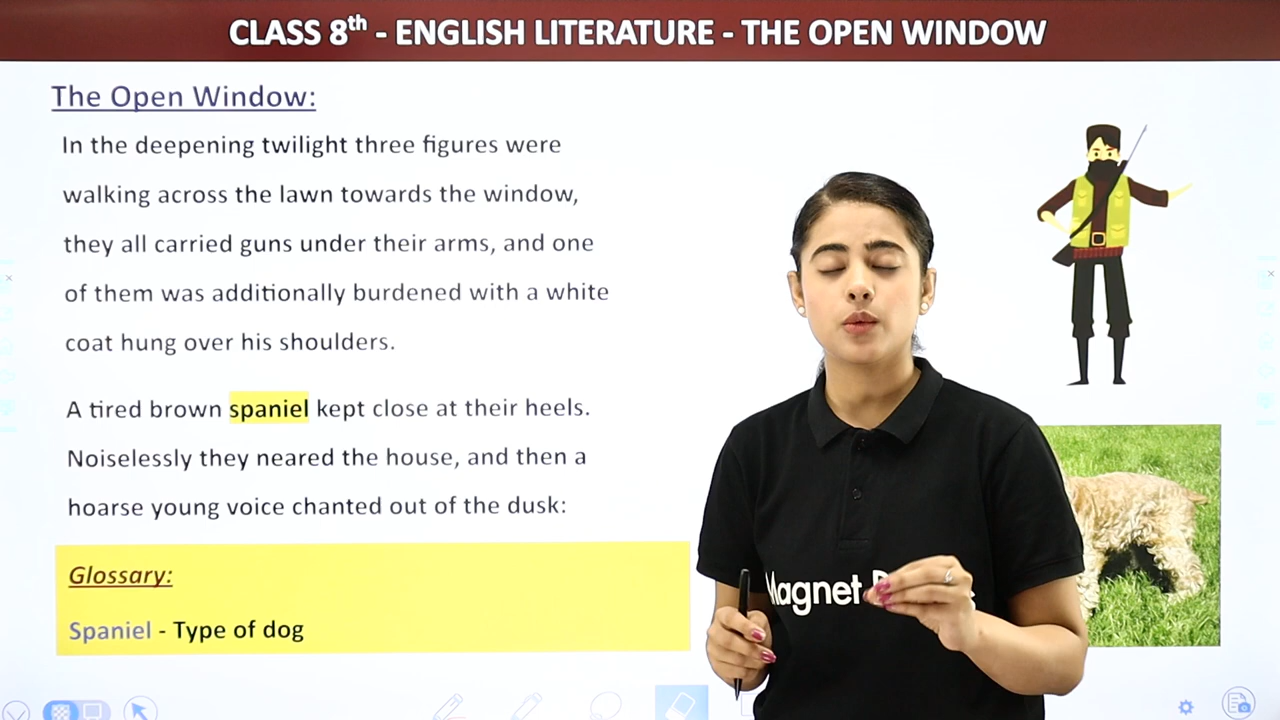 CLASS 8th - ENGLISH LITERATURE - THE OPEN WINDOW
The Open Window:
In the deepening twilight three figures were
walking across the lawn towards the window,
they all carried guns under their arms, and one
of them was additionally burdened with a white
coat hung over his shoulders.
A tired brown spaniel kept close at their heels.
Noiselessly they neared the house, and then a
hoarse young voice chanted out of the dusk:
Glossary:
Spaniel - Type of dog
Magnet